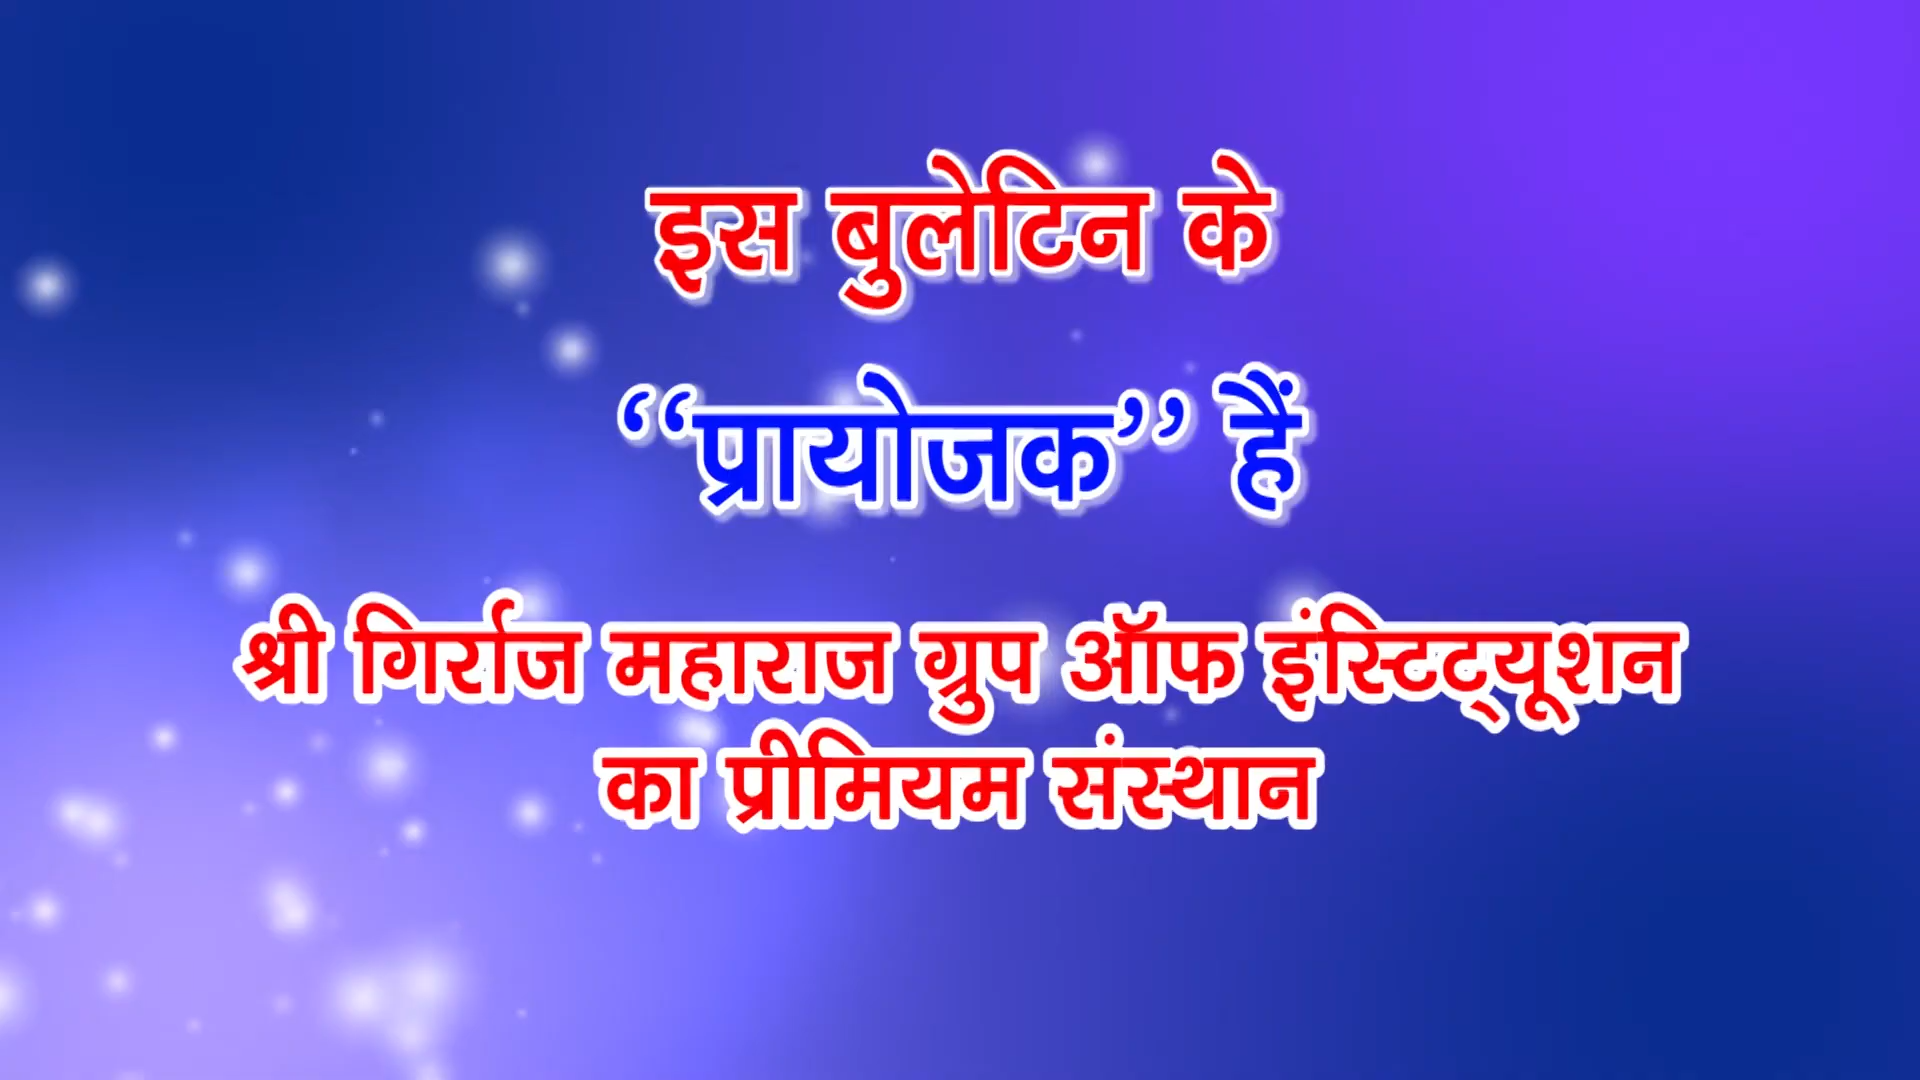 इस बुलेटिन के
‘‘प्रायोजक’’ हैं
श्री गिर्राज महाराज ग्रुप ऑफ इंस्टिट्यूशन
का प्रीमियम संस्थान